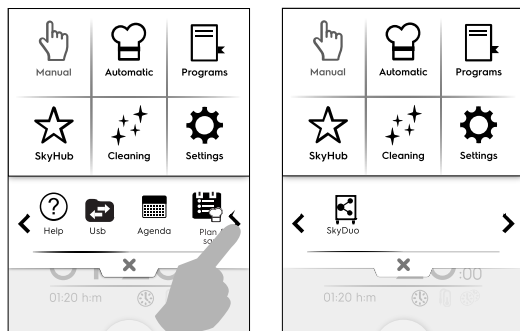 Manual Automatic Programs
SkyHub Cleaning Settings
Help Usb Agenda Plan
01:20 h:m
Manual Automatic Programs
SkyHub Cleaning Settings
SkyDuo
:00
01:20 h:m